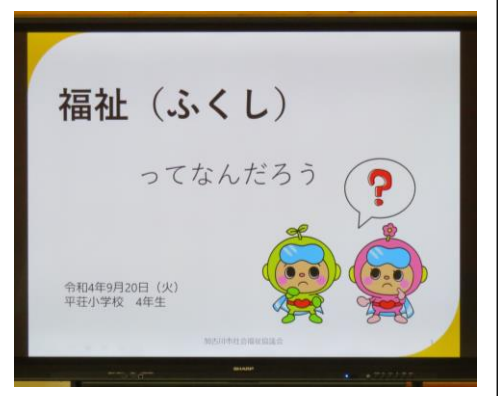 福祉（ふくし）
ってなんだろう
?
令和4年9月20日（火）
平荘小学校 4年生
加古川市社会福祉協議会
SHARP